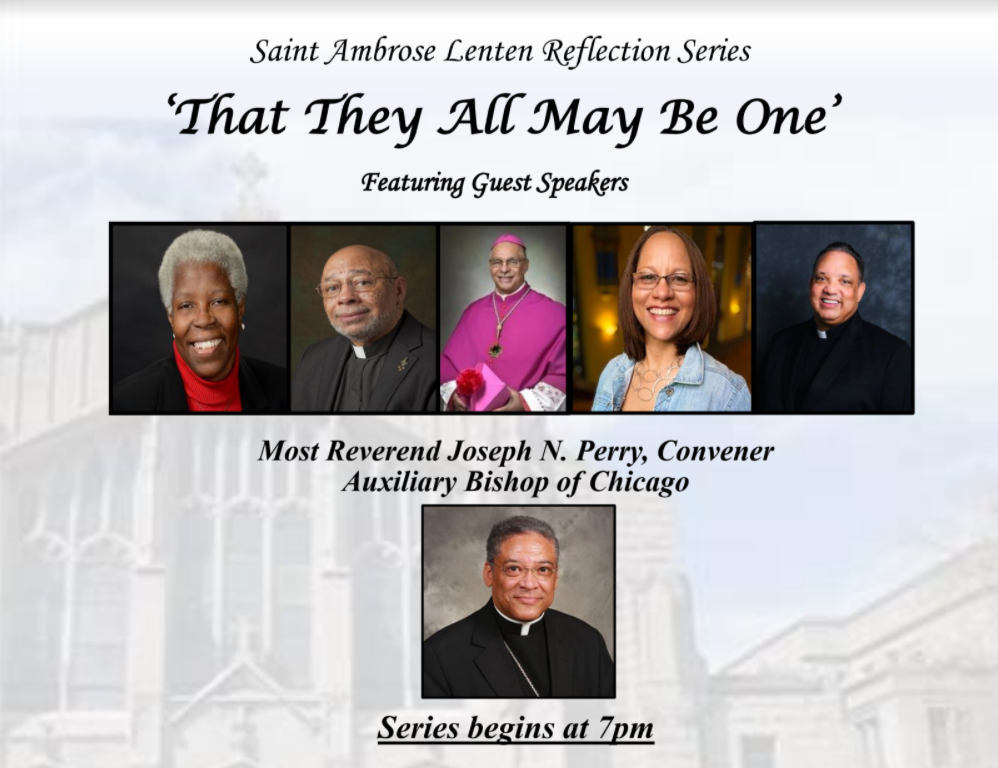 Saint Ambrose Lenten Reflection Series
‘That They All May Be One’
Featuring Guest Speakers
Most Reverend Joseph N. Perry, Convener
Auxiliary Bishop of Chicago
Series begins at 7pm